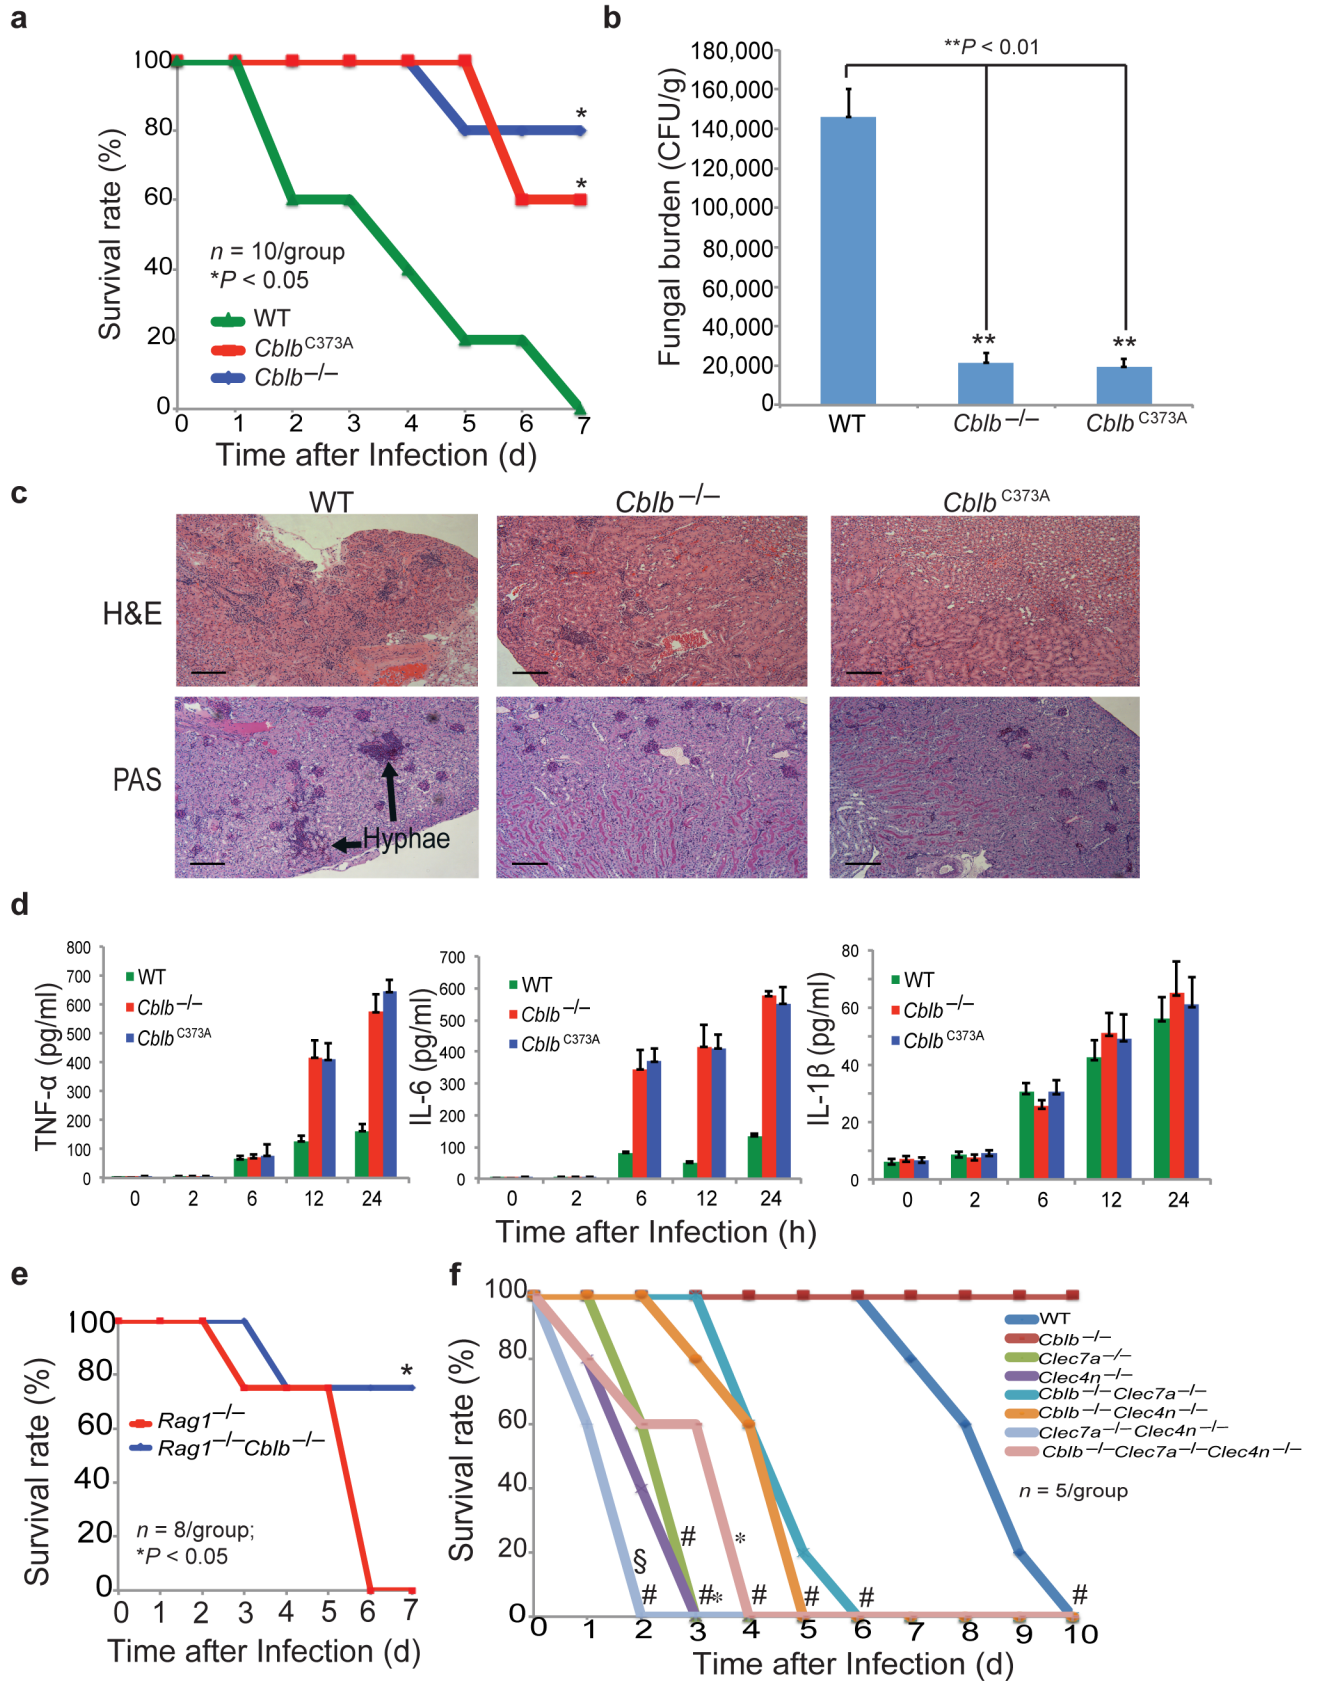 a
100
80
60
40
20
0
Survival rate (%)
n = 10/group
*P < 0.05
WT
Cblb C373A
Cblb −/−
*
*
0 1 2 3 4 5 6 7
Time after Infection (d)
b
180,000
160,000
140,000
120,000
100,000
80,000
60,000
40,000
20,000
0
Fungal burden (CFU/g)
**P < 0.01
**
**
WT Cblb −/− Cblb C373A
c
WT Cblb −/− Cblb C373A
H&E
PAS
Hyphae
d
800
700
600
500
400
300
200
100
0
TNF-α (pg/ml)
WT
Cblb −/−
Cblb C373A
0 2 6 12 24
700
600
500
400
300
200
100
0
IL-6 (pg/ml)
WT
Cblb −/−
Cblb C373A
0 2 6 12 24
80
60
40
20
0
IL-1β (pg/ml)
WT
Cblb −/−
Cblb C373A
0 2 6 12 24
Time after Infection (h)
e
100
80
60
40
20
0
Survival rate (%)
*
Rag1 −/−
Rag1 −/− Cblb −/−
n = 8/group;
*P < 0.05
0 1 2 3 4 5 6 7
Time after Infection (d)
f
100
80
60
40
20
0
Survival rate (%)
WT
Cblb −/−
Clec7a −/−
Clec4n −/−
Cblb −/− Clec7a −/−
Cblb −/− Clec4n −/−
Clec7a −/− Clec4n −/−
Cblb −/− Clec7a −/− Clec4n −/−
n = 5/group
# *
§
# #* # # # #
0 1 2 3 4 5 6 7 8 9 10
Time after Infection (d)